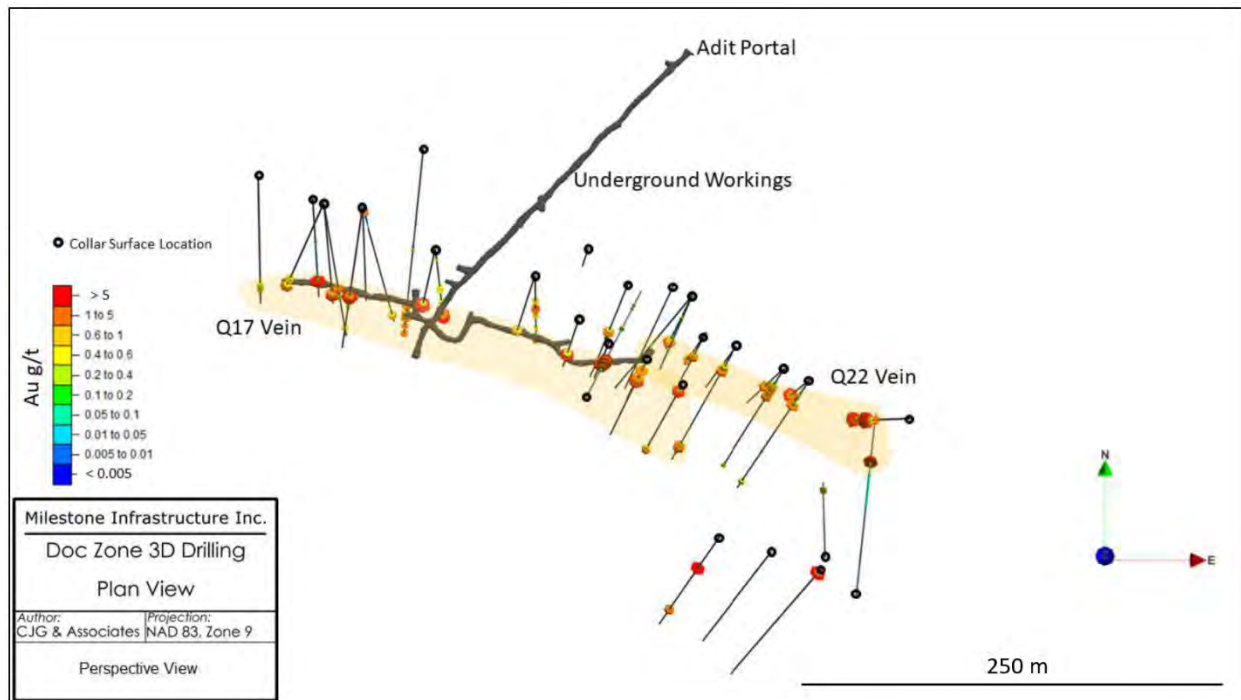 Adit Portal
Underground Workings
Collar Surface Location
Au g/t
> 5
1 to 5
0.6 to 1
0.4 to 0.6
0.2 to 0.4
0.1 to 0.2
0.05 to 0.1
0.01 to 0.05
0.005 to 0.01
< 0.005
Q17 Vein
Q22 Vein
N
E
250 m
Milestone Infrastructure Inc.
Doc Zone 3D Drilling
Plan View
Author:
CJG & Associates
Projection:
NAD 83, Zone 9
Perspective View